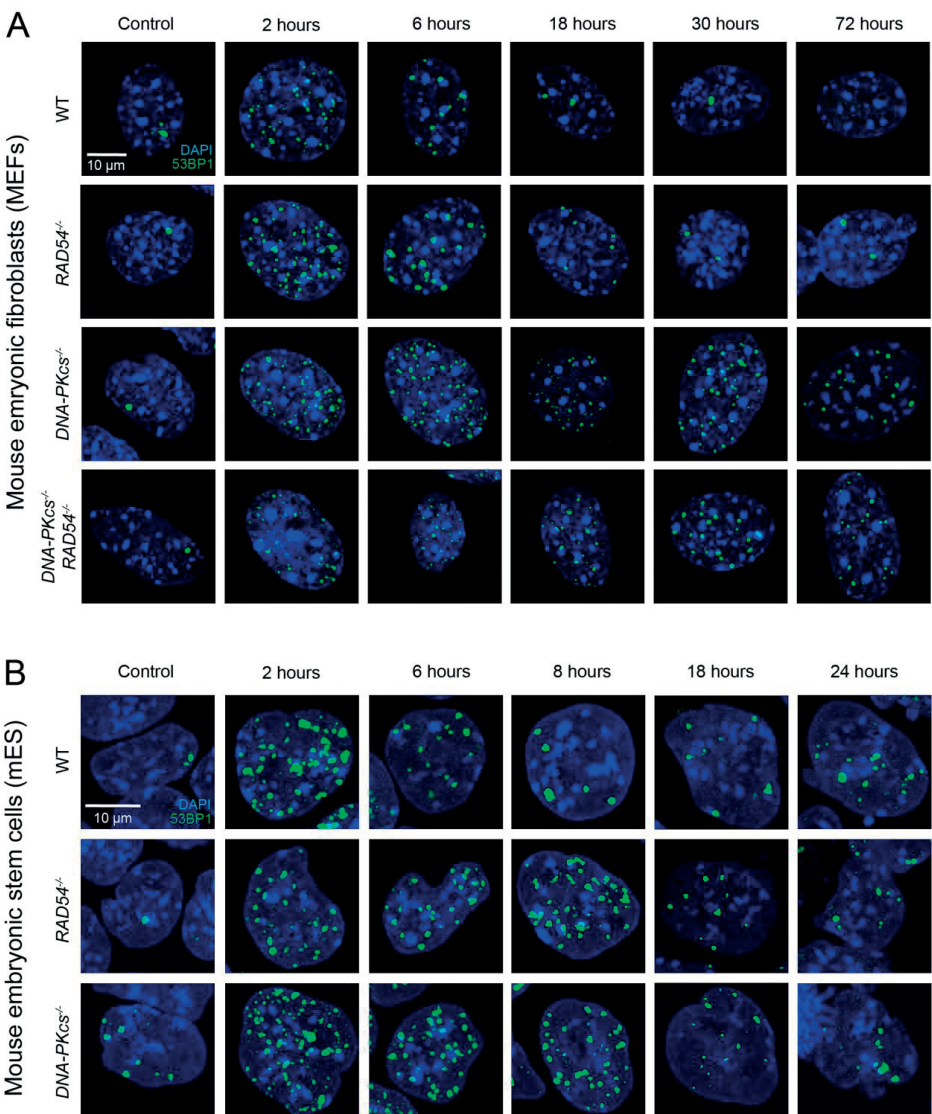 A
Control 2 hours 6 hours 18 hours 30 hours 72 hours
Mouse emryonic fibroblasts (MEFs)
WT
DAPI
10 μm 53BP1
RAD54-/-
DNA-PKcs-/-
DNA-PKcs-/-
RAD54-/-
B
Control 2 hours 6 hours 8 hours 18 hours 24 hours
Mouse embryonic stem cells (mES)
WT
DAPI
10 μm 53BP1
RAD54-/-
DNA-PKcs-/-